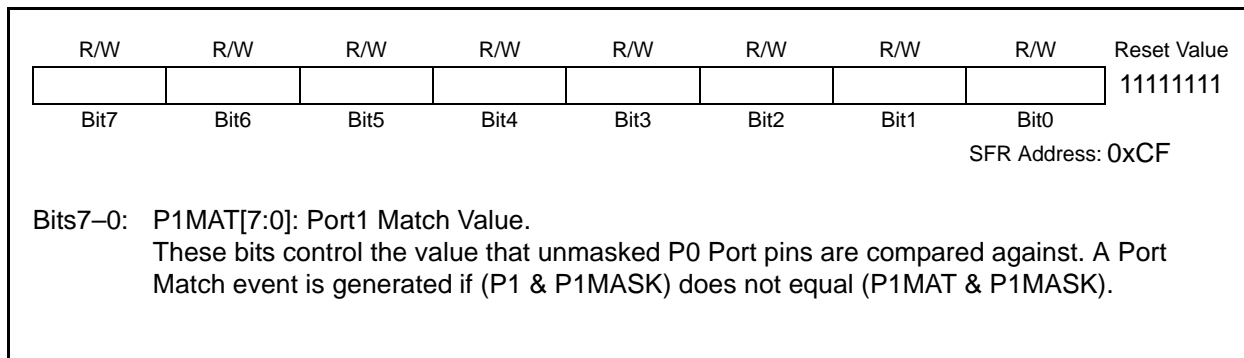 R/W R/W R/W R/W R/W R/W R/W R/W Reset Value
11111111
Bit7 Bit6 Bit5 Bit4 Bit3 Bit2 Bit1 Bit0
SFR Address: 0xCF
Bits7–0: P1MAT[7:0]: Port1 Match Value.
These bits control the value that unmasked P0 Port pins are compared against. A Port
Match event is generated if (P1 & P1MASK) does not equal (P1MAT & P1MASK).